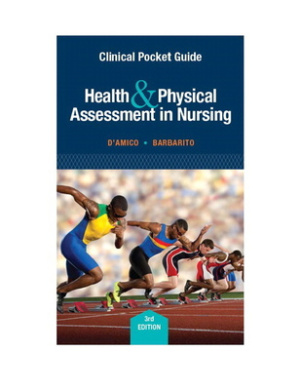 Clinical Pocket Guide
Health & Physical
Assessment in Nursing
D'AMICO • BARBARITO
3rd
EDITION